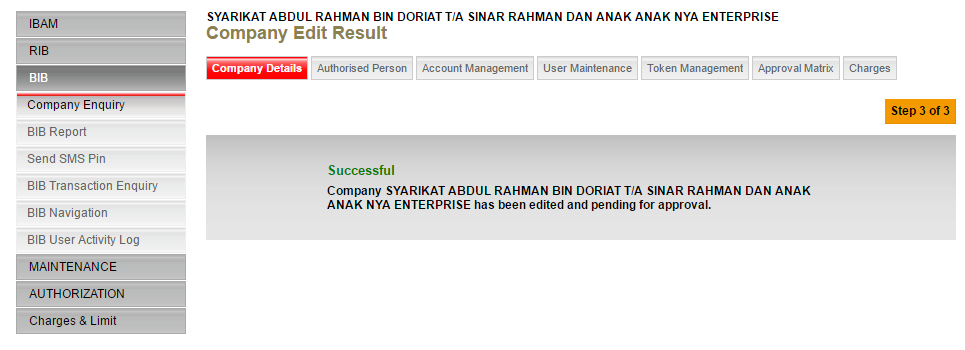 IBAM
RIB
BIB
Company Enquiry
BIB Report
Send SMS Pin
BIB Transaction Enquiry
BIB Navigation
BIB User Activity Log
MAINTENANCE
AUTHORIZATION
Charges & Limit
SYARIKAT ABDUL RAHMAN BIN DORIAT T/A SINAR RAHMAN DAN ANAK ANAK NYA ENTERPRISE
Company Edit Result
Company Details Authorised Person Account Management User Maintenance Token Management Approval Matrix Charges
Step 3 of 3
Successful
Company SYARIKAT ABDUL RAHMAN BIN DORIAT T/A SINAR RAHMAN DAN ANAK
ANAK NYA ENTERPRISE has been edited and pending for approval.